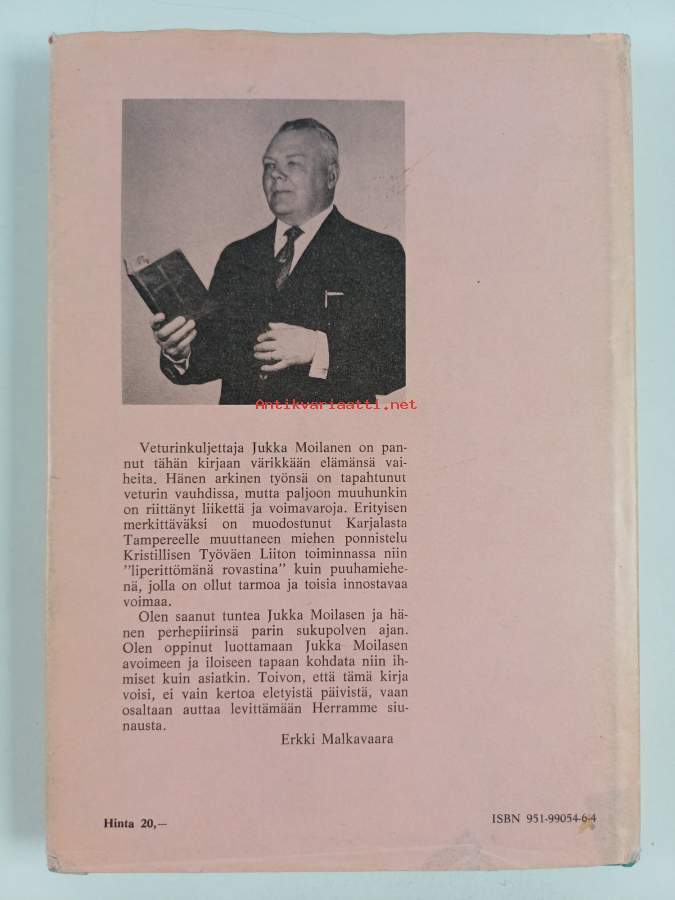 Antikvariaatti.net
Veturinkuljettaja Jukka Moilanen on pan-
nut tähän kirjaan värikkään elämänsä vai-
heita. Hänen arkinen työnsä on tapahtunut
veturin vauhdissa, mutta paljoon muuhunkin
on riittänyt liikettä ja voimavaroja. Erityisen
merkittäväksi on muodostunut Karjalasta
Tampereelle muuttaneen miehen ponnistelu
Kristillisen Työväen Liiton toiminnassa niin
"liperittömänä rovastina" kuin puuhamiehe-
nä, jolla on ollut tarmoa ja toisia innostavaa
voimaa.
Olen saanut tuntea Jukka Moilasen ja hä-
nen perhepiirinsä parin sukupolven ajan.
Olen oppinut luottamaan Jukka Moilasen
avoimeen ja iloiseen tapaan kohdata niin ih-
miset kuin asiatkin. Toivon, että tämä kirja
voisi, ei vain kertoa eletyistä päivistä, vaan
osaltaan auttaa levittämään Herramme siu-
nausta.
Erkki Malkavaara
Hinta 20,—
ISBN 951-99054-6-4